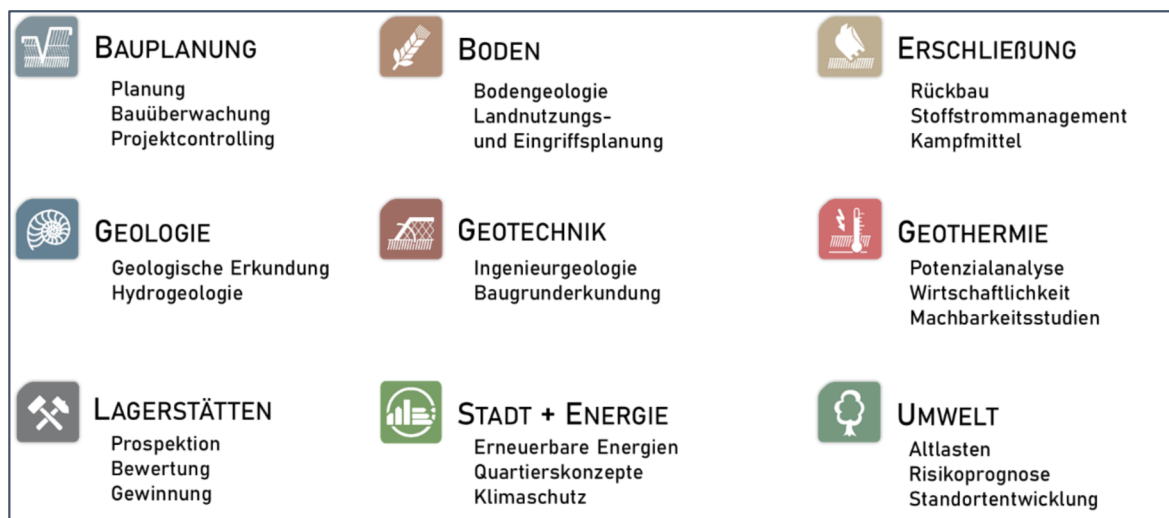 BAUPLANUNG
Planung
Bauüberwachung
Projektcontrolling
BODEN
Bodengeologie
Landnutzungs-
und Eingriffsplanung
ERSCHLIEßUNG
Rückbau
Stoffstrommanagement
Kampfmittel
GEOLOGIE
Geologische Erkundung
Hydrogeologie
GEOTECHNIK
Ingenieurgeologie
Baugrunderkundung
GEOTHERMIE
Potenzialanalyse
Wirtschaftlichkeit
Machbarkeitsstudien
LAGERSTÄTTEN
Prospektion
Bewertung
Gewinnung
STADT + ENERGIE
Erneuerbare Energien
Quartierskonzepte
Klimaschutz
UMWELT
Altlasten
Risikoprognose
Standortentwicklung